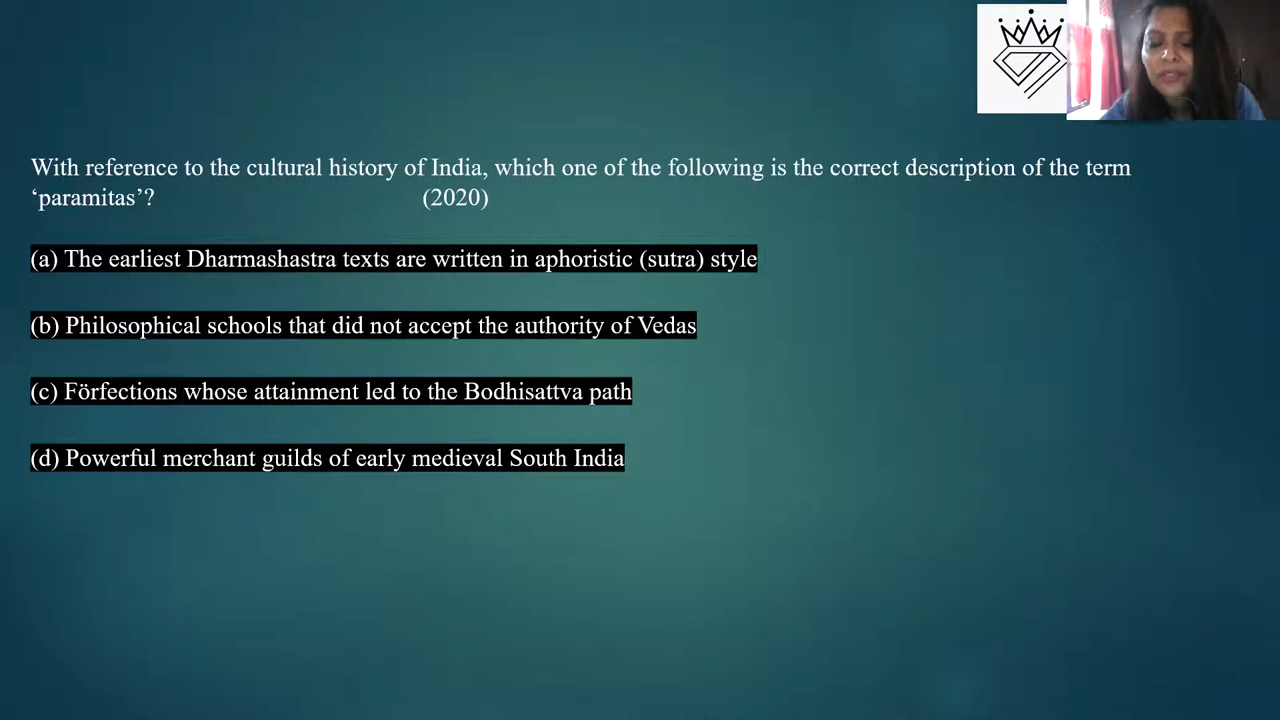 With reference to the cultural history of India, which one of the following is the correct description of the term
‘paramitas’? (2020)
(a) The earliest Dharmashastra texts are written in aphoristic (sutra) style
(b) Philosophical schools that did not accept the authority of Vedas
(c) Förfections whose attainment led to the Bodhisattva path
(d) Powerful merchant guilds of early medieval South India